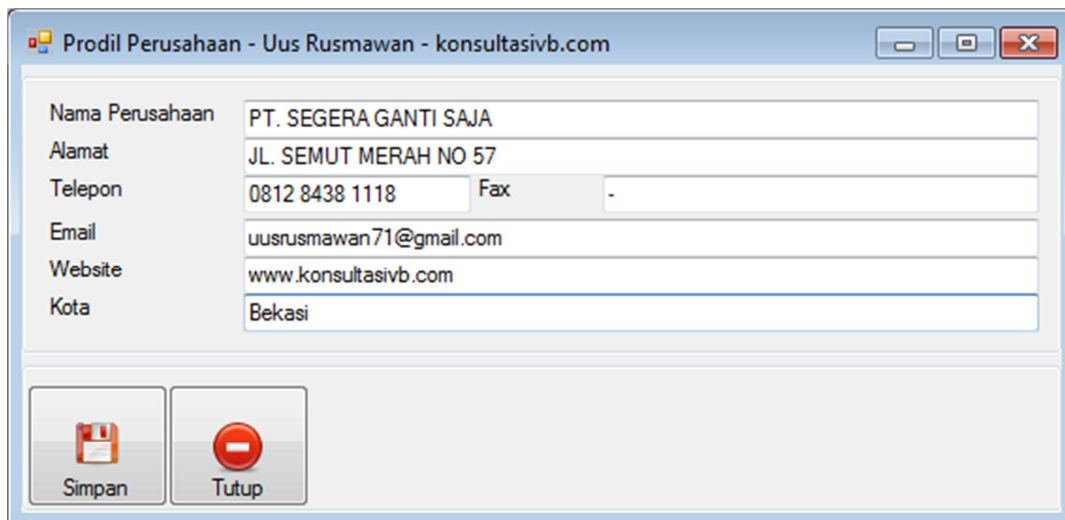 Prodil Perusahaan - Uus Rusmawan - konsultasivb.com
Nama Perusahaan PT. SEGERA GANTI SAJA
Alamat JL. SEMUT MERAH NO 57
Telepon 0812 8438 1118 Fax -
Email uusrusmawan71@gmail.com
Website www.konsultasivb.com
Kota Bekasi
Simpan Tutup